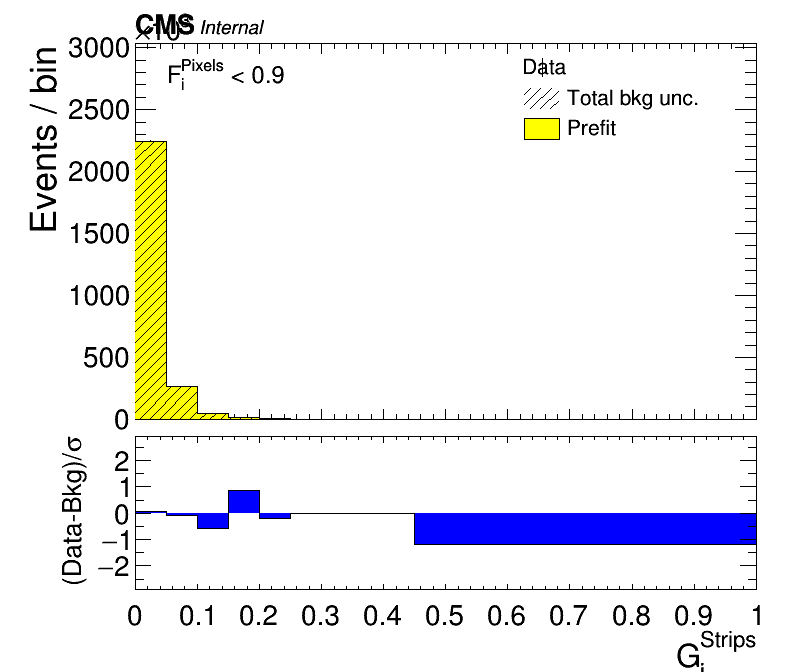 CMS Internal
×10³
Events / bin
3000
2500
2000
1500
1000
500
0
F_i^Pixels < 0.9
Data
Total bkg unc.
Prefit
(Data-Bkg)/σ
2
1
0
−1
−2
0 0.1 0.2 0.3 0.4 0.5 0.6 0.7 0.8 0.9 1
G_i^Strips